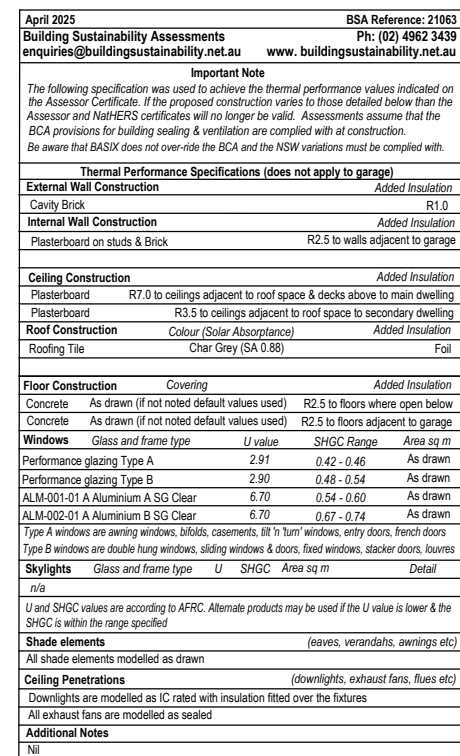 April 2025 BSA Reference: 21063
Building Sustainability Assessments Ph: (02) 4962 3439
enquiries@buildingsustainability.net.au www. buildingsustainability.net.au
Important Note
The following specification was used to achieve the thermal performance values indicated on
the Assessor Certificate. If the proposed construction varies to those detailed below than the
Assessor and NatHERS certificates will no longer be valid. Assessments assume that the
BCA provisions for building sealing & ventilation are complied with at construction.
Be aware that BASIX does not over-ride the BCA and the NSW variations must be complied with.
Thermal Performance Specifications (does not apply to garage)
External Wall Construction Added Insulation
Cavity Brick R1.0
Internal Wall Construction Added Insulation
Plasterboard on studs & Brick R2.5 to walls adjacent to garage
Ceiling Construction Added Insulation
Plasterboard R7.0 to ceilings adjacent to roof space & decks above to main dwelling
Plasterboard R3.5 to ceilings adjacent to roof space to secondary dwelling
Roof Construction Colour (Solar Absorptance) Added Insulation
Roofing Tile Char Grey (SA 0.88) Foil
Floor Construction Covering Added Insulation
Concrete As drawn (if not noted default values used) R2.5 to floors where open below
Concrete As drawn (if not noted default values used) R2.5 to floors adjacent to garage
Windows Glass and frame type U value SHGC Range Area sq m
Performance glazing Type A 2.91 0.42 - 0.46 As drawn
Performance glazing Type B 2.90 0.48 - 0.54 As drawn
ALM-001-01 A Aluminium A SG Clear 6.70 0.54 - 0.60 As drawn
ALM-002-01 A Aluminium B SG Clear 6.70 0.67 - 0.74 As drawn
Type A windows are awning windows, bifolds, casements, tilt 'n 'turn' windows, entry doors, french doors
Type B windows are double hung windows, sliding windows & doors, fixed windows, stacker doors, louvres
Skylights Glass and frame type U SHGC Area sq m Detail
n/a
U and SHGC values are according to AFRC. Alternate products may be used if the U value is lower & the
SHGC is within the range specified
Shade elements (eaves, verandahs, awnings etc)
All shade elements modelled as drawn
Ceiling Penetrations (downlights, exhaust fans, flues etc)
Downlights are modelled as IC rated with insulation fitted over the fixtures
All exhaust fans are modelled as sealed
Additional Notes
Nil